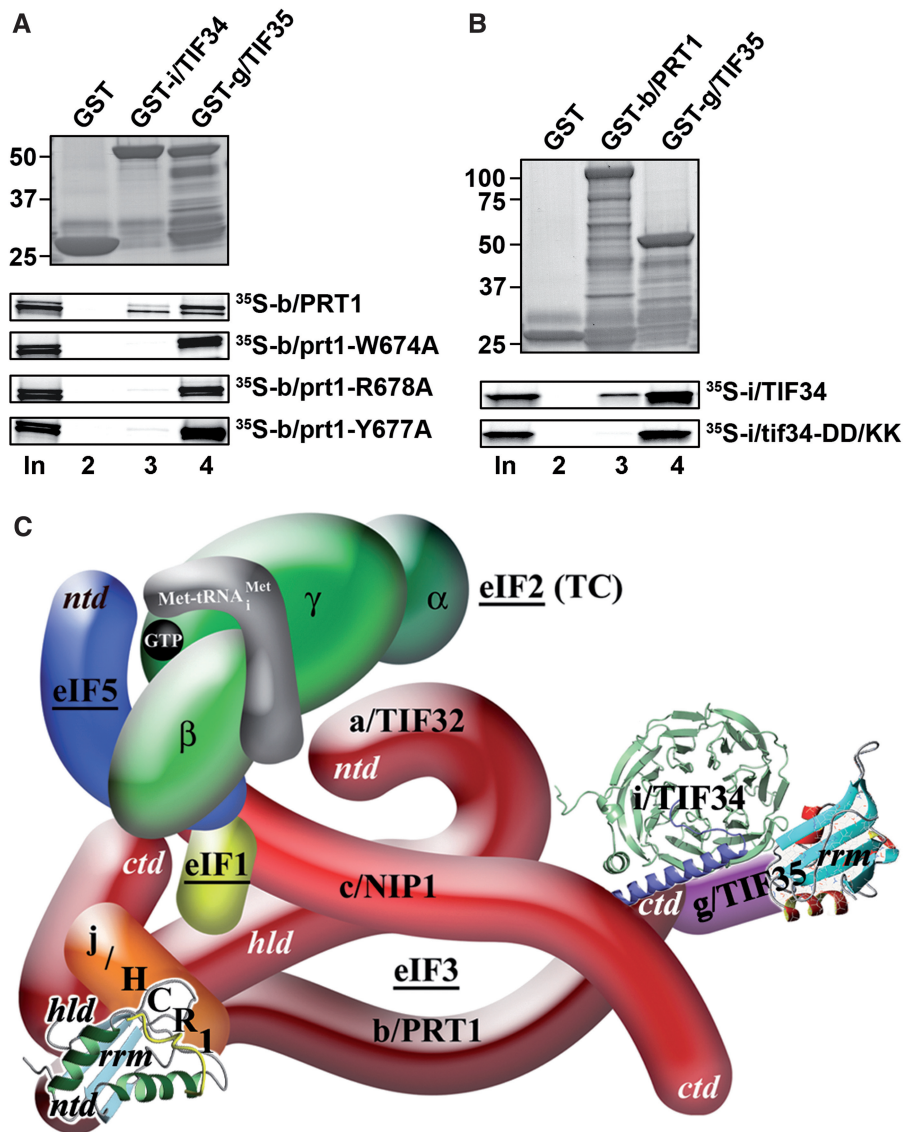 A
GST
GST-i/TIF34
GST-g/TIF35
50
37
25
³⁵S-b/PRT1
³⁵S-b/prt1-W674A
³⁵S-b/prt1-R678A
³⁵S-b/prt1-Y677A
In 2 3 4
B
GST
GST-b/PRT1
GST-g/TIF35
100
75
50
37
25
³⁵S-i/TIF34
³⁵S-i/tif34-DD/KK
In 2 3 4
C
ntd
Met-tRNAᵢᴹᵉᵗ
GTP
γ
α
eIF2 (TC)
eIF5
β
a/TIF32
ntd
i/TIF34
rrm
g/TIF35
ctd
ctd
eIF1
c/NIP1
hld
eIF3
j/HCR1
b/PRT1
hld
rrm
ntd
ctd